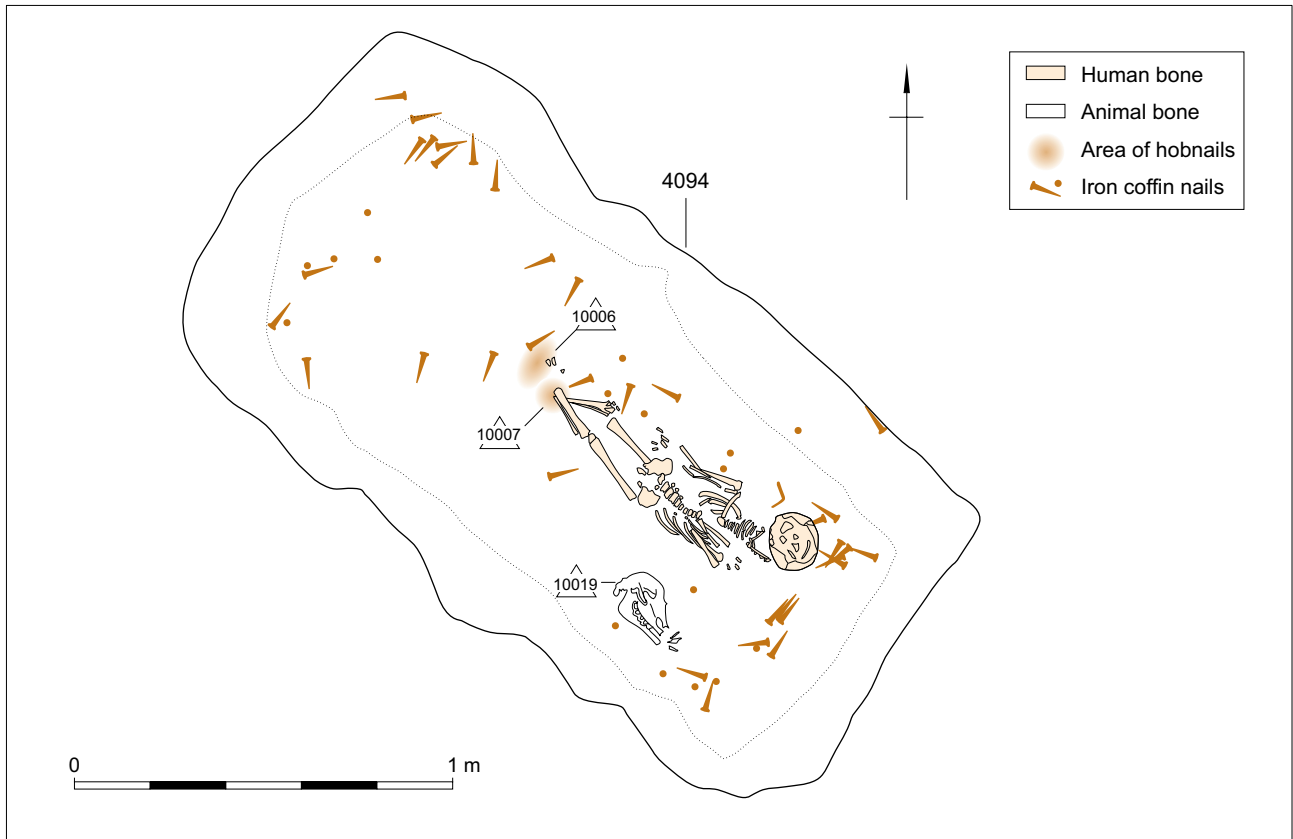 Human bone
Animal bone
Area of hobnails
Iron coffin nails
4094
10006
10007
10019
0
1 m